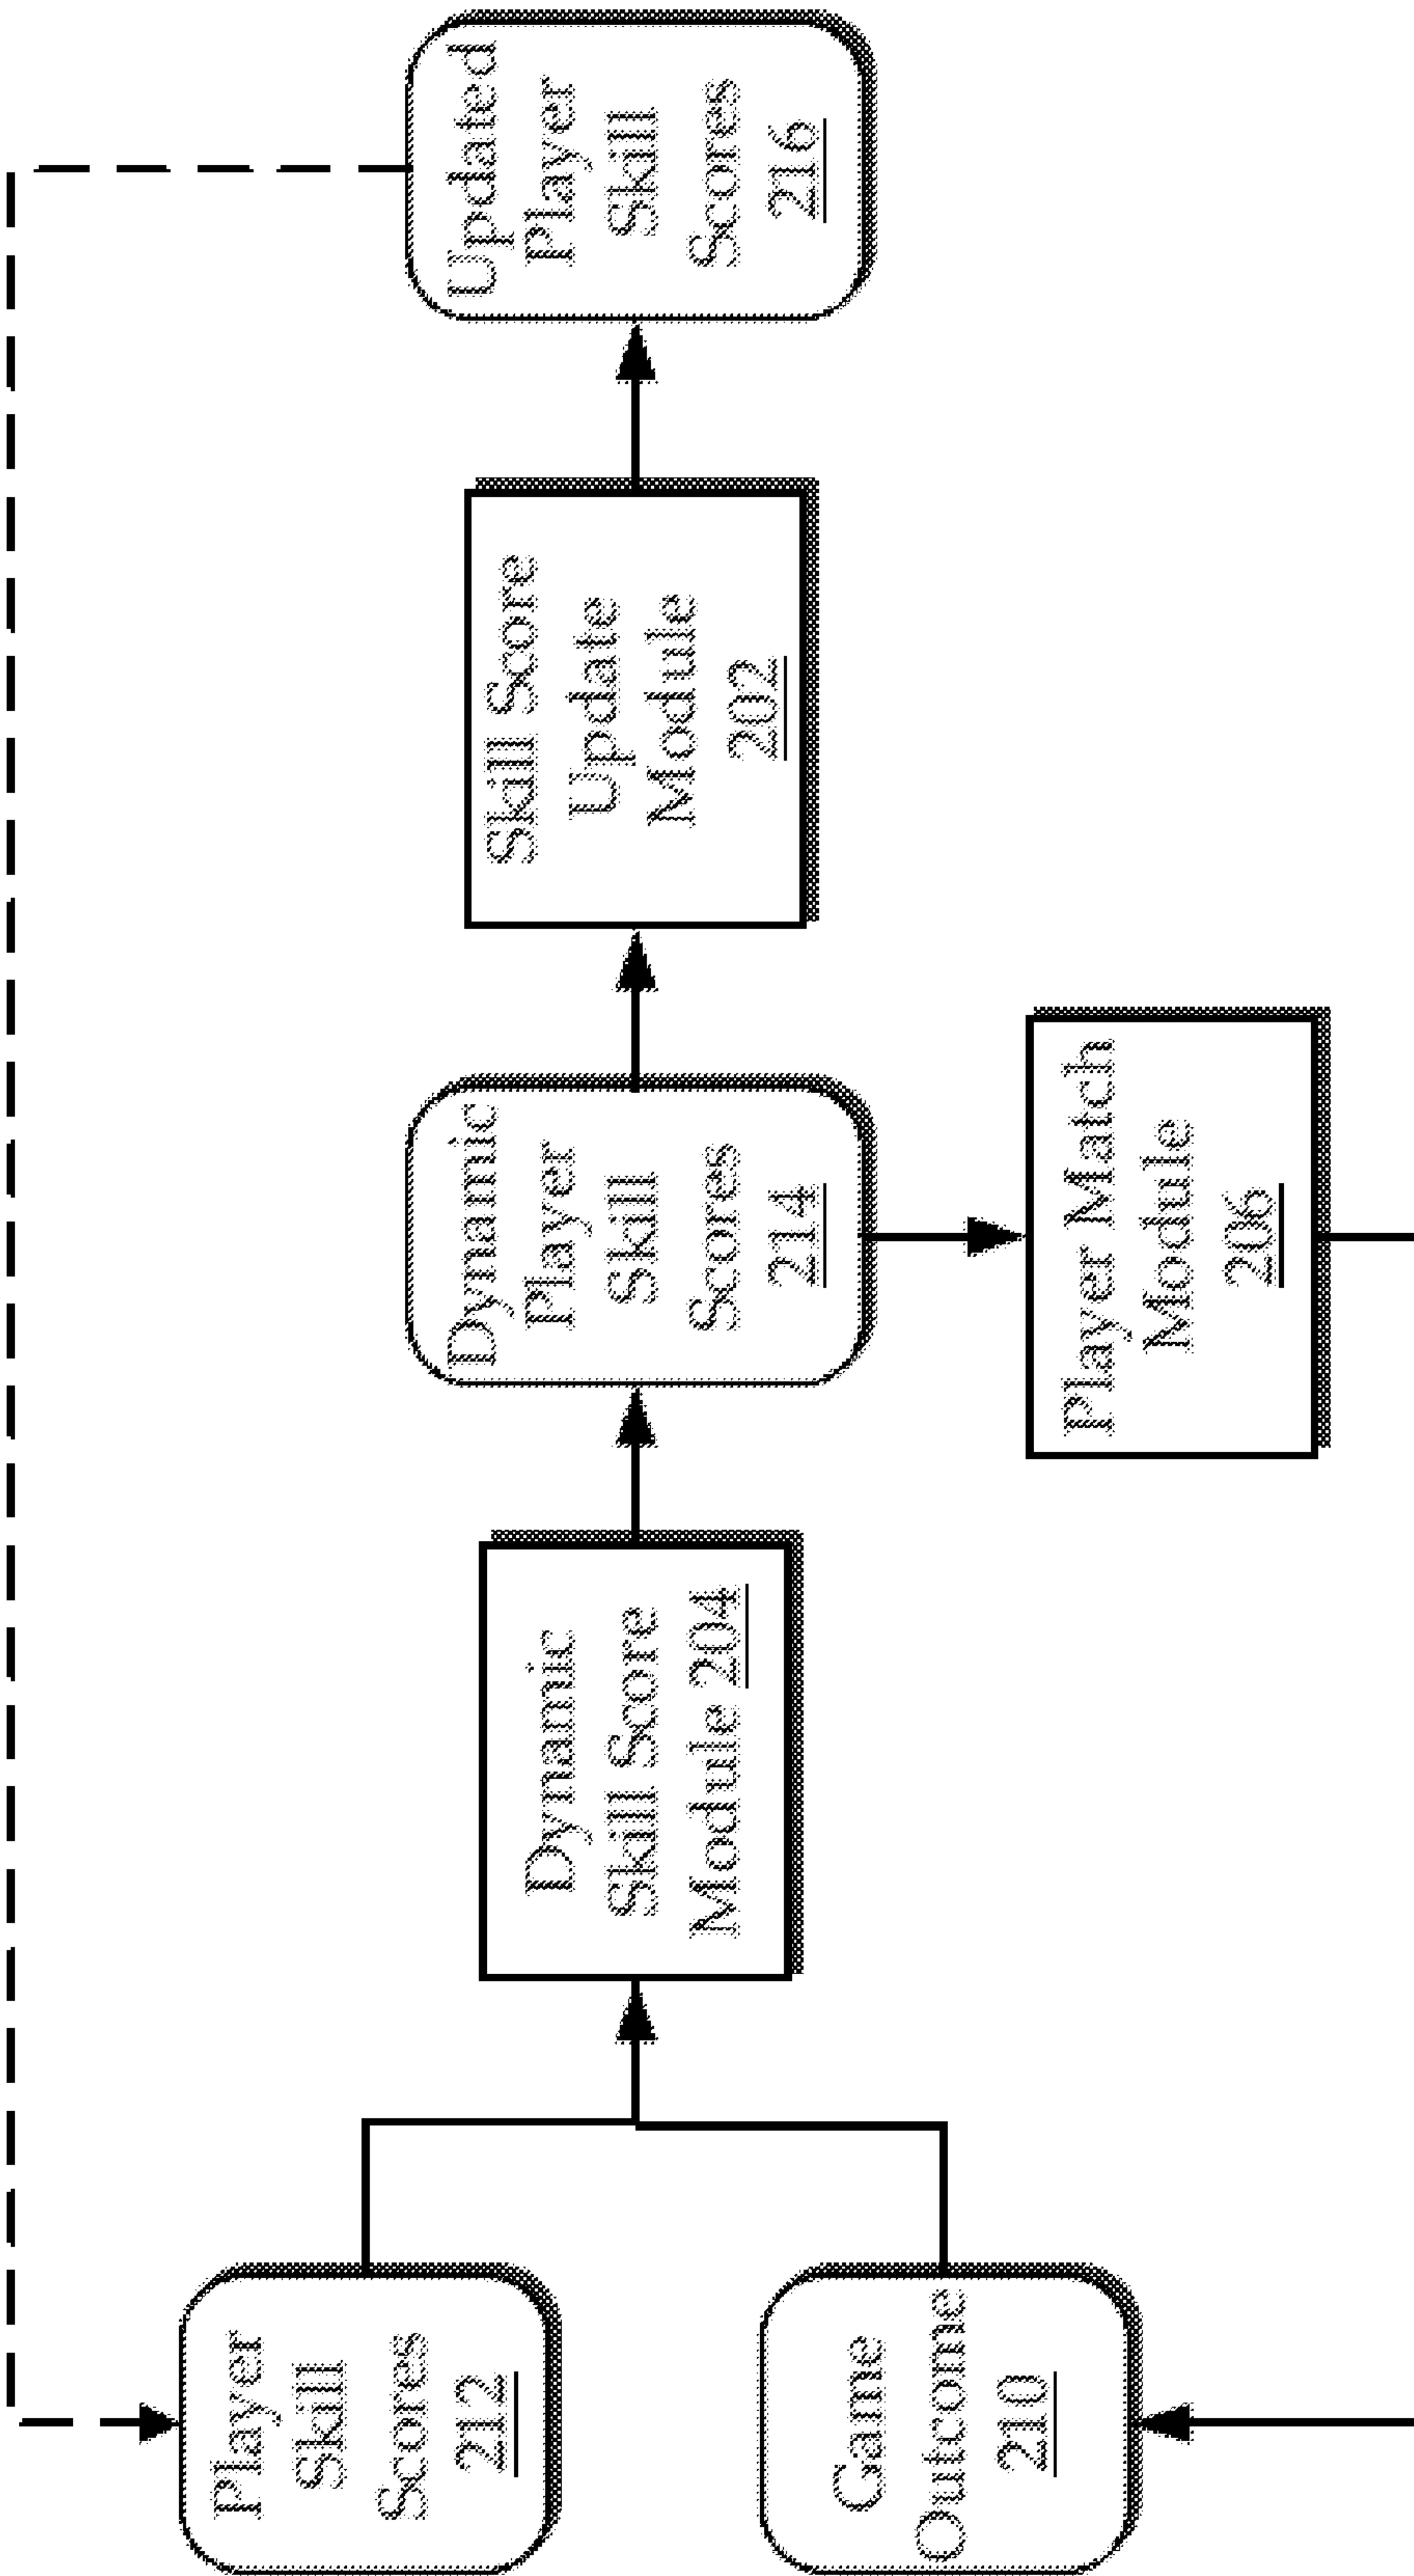 Player
Skill
Scores
212
Game
Outcome
210
Dynamic
Skill Score
Module 204
Dynamic
Player
Skill
Scores
214
Player Match
Module
206
Skill Score
Update
Module
202
Updated
Player
Skill
Scores
216